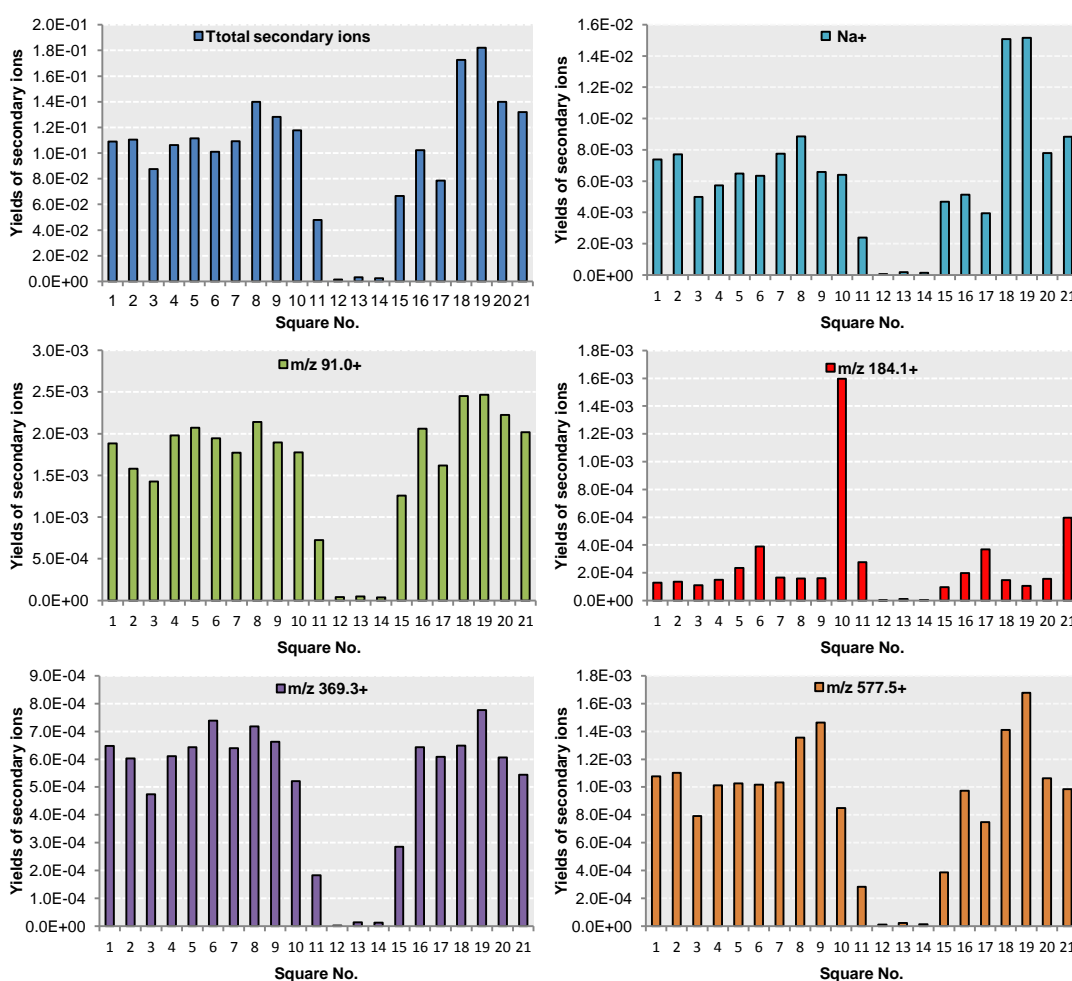 Ttotal secondary ions
Yields of secondary ions
2.0E-01
1.8E-01
1.6E-01
1.4E-01
1.2E-01
1.0E-01
8.0E-02
6.0E-02
4.0E-02
2.0E-02
0.0E+00
1 2 3 4 5 6 7 8 9 10 11 12 13 14 15 16 17 18 19 20 21
Square No.
Na+
Yields of secondary ions
1.6E-02
1.4E-02
1.2E-02
1.0E-02
8.0E-03
6.0E-03
4.0E-03
2.0E-03
0.0E+00
1 2 3 4 5 6 7 8 9 10 11 12 13 14 15 16 17 18 19 20 21
Square No.
m/z 91.0+
Yields of secondary ions
3.0E-03
2.5E-03
2.0E-03
1.5E-03
1.0E-03
5.0E-04
0.0E+00
1 2 3 4 5 6 7 8 9 10 11 12 13 14 15 16 17 18 19 20 21
Square No.
m/z 184.1+
Yields of secondary ions
1.8E-03
1.6E-03
1.4E-03
1.2E-03
1.0E-03
8.0E-04
6.0E-04
4.0E-04
2.0E-04
0.0E+00
1 2 3 4 5 6 7 8 9 10 11 12 13 14 15 16 17 18 19 20 21
Square No.
m/z 369.3+
Yields of secondary ions
9.0E-04
8.0E-04
7.0E-04
6.0E-04
5.0E-04
4.0E-04
3.0E-04
2.0E-04
1.0E-04
0.0E+00
1 2 3 4 5 6 7 8 9 10 11 12 13 14 15 16 17 18 19 20 21
Square No.
m/z 577.5+
Yields of secondary ions
1.8E-03
1.6E-03
1.4E-03
1.2E-03
1.0E-03
8.0E-04
6.0E-04
4.0E-04
2.0E-04
0.0E+00
1 2 3 4 5 6 7 8 9 10 11 12 13 14 15 16 17 18 19 20 21
Square No.